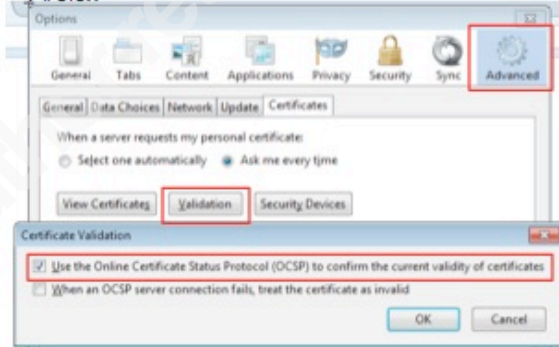 Options
General Tabs Content Applications Privacy Security Sync Advanced
General Data Choices Network Update Certificates
When a server requests my personal certificate:
Select one automatically Ask me every time
View Certificates Validation Security Devices
Certificate Validation
Use the Online Certificate Status Protocol (OCSP) to confirm the current validity of certificates
When an OCSP server connection fails, treat the certificate as invalid
OK Cancel